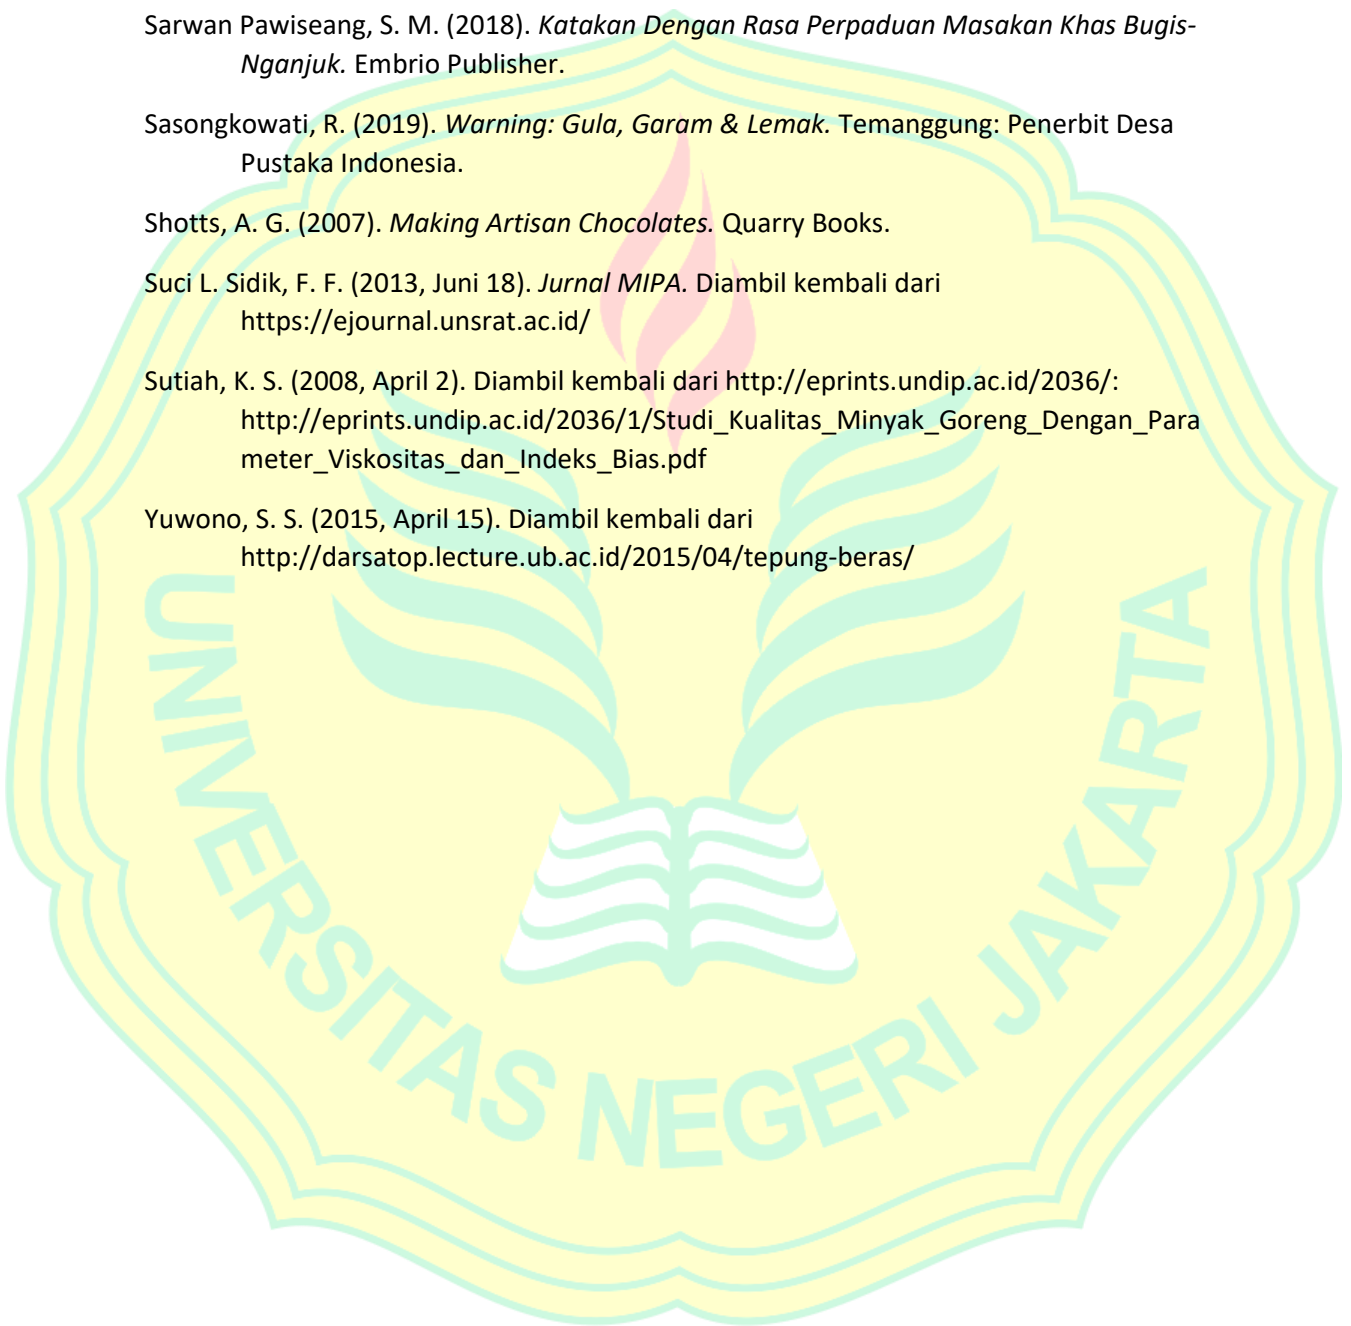 Sarwan Pawiseang, S. M. (2018). Katakan Dengan Rasa Perpaduan Masakan Khas Bugis-
Nganjuk. Embrio Publisher.
Sasongkowati, R. (2019). Warning: Gula, Garam & Lemak. Temanggung: Penerbit Desa
Pustaka Indonesia.
Shotts, A. G. (2007). Making Artisan Chocolates. Quarry Books.
Suci L. Sidik, F. F. (2013, Juni 18). Jurnal MIPA. Diambil kembali dari
https://ejournal.unsrat.ac.id/
Sutiah, K. S. (2008, April 2). Diambil kembali dari http://eprints.undip.ac.id/2036/:
http://eprints.undip.ac.id/2036/1/Studi_Kualitas_Minyak_Goreng_Dengan_Para
meter_Viskositas_dan_Indeks_Bias.pdf
Yuwono, S. S. (2015, April 15). Diambil kembali dari
http://darsatop.lecture.ub.ac.id/2015/04/tepung-beras/
UNIVERSITAS NEGERI JAKARTA